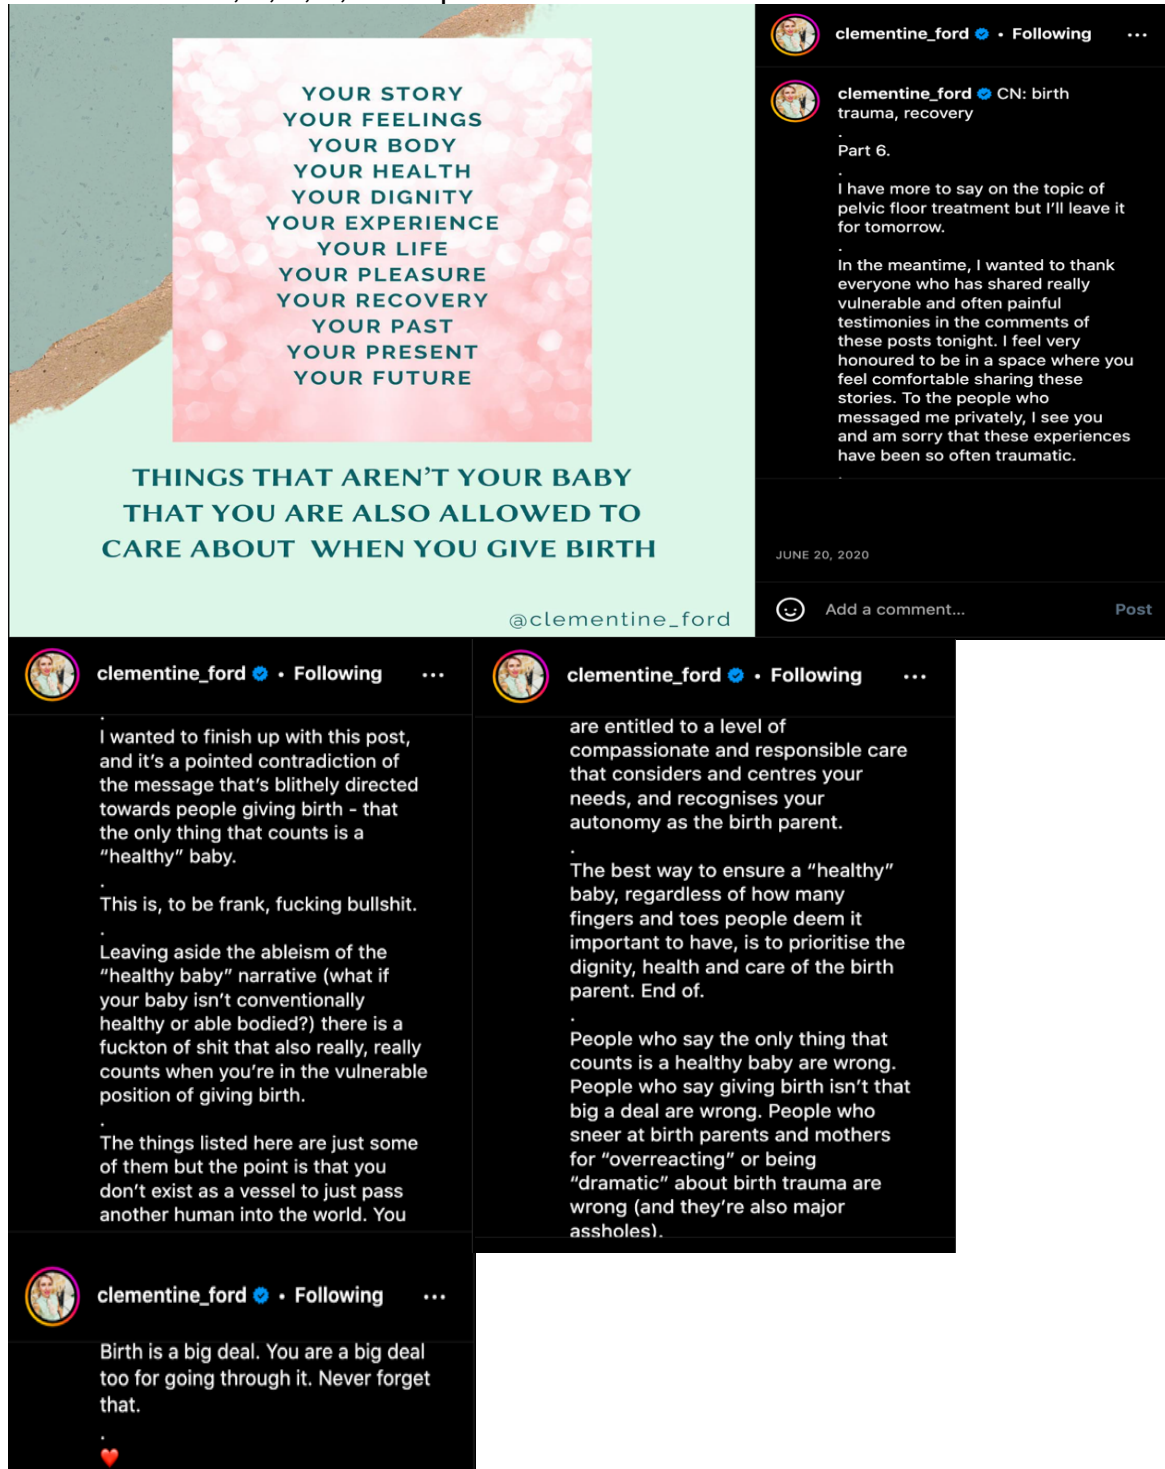 YOUR STORY
YOUR FEELINGS
YOUR BODY
YOUR HEALTH
YOUR DIGNITY
YOUR EXPERIENCE
YOUR LIFE
YOUR PLEASURE
YOUR RECOVERY
YOUR PAST
YOUR PRESENT
YOUR FUTURE
THINGS THAT AREN’T YOUR BABY
THAT YOU ARE ALSO ALLOWED TO
CARE ABOUT WHEN YOU GIVE BIRTH
@clementine_ford
clementine_ford • Following
clementine_ford CN: birth
trauma, recovery
.
Part 6.
.
I have more to say on the topic of
pelvic floor treatment but I’ll leave it
for tomorrow.
.
In the meantime, I wanted to thank
everyone who has shared really
vulnerable and often painful
testimonies in the comments of
these posts tonight. I feel very
honoured to be in a space where you
feel comfortable sharing these
stories. To the people who
messaged me privately, I see you
and am sorry that these experiences
have been so often traumatic.
.
JUNE 20, 2020
Add a comment...
Post
clementine_ford • Following
.
I wanted to finish up with this post,
and it’s a pointed contradiction of
the message that’s blithely directed
towards people giving birth - that
the only thing that counts is a
“healthy” baby.
.
This is, to be frank, fucking bullshit.
.
Leaving aside the ableism of the
“healthy baby” narrative (what if
your baby isn’t conventionally
healthy or able bodied?) there is a
fuckton of shit that also really, really
counts when you’re in the vulnerable
position of giving birth.
.
The things listed here are just some
of them but the point is that you
don’t exist as a vessel to just pass
another human into the world. You
clementine_ford • Following
are entitled to a level of
compassionate and responsible care
that considers and centres your
needs, and recognises your
autonomy as the birth parent.
.
The best way to ensure a “healthy”
baby, regardless of how many
fingers and toes people deem it
important to have, is to prioritise the
dignity, health and care of the birth
parent. End of.
.
People who say the only thing that
counts is a healthy baby are wrong.
People who say giving birth isn’t that
big a deal are wrong. People who
sneer at birth parents and mothers
for “overreacting” or being
“dramatic” about birth trauma are
wrong (and they’re also major
assholes).
clementine_ford • Following
Birth is a big deal. You are a big deal
too for going through it. Never forget
that.
.
❤️